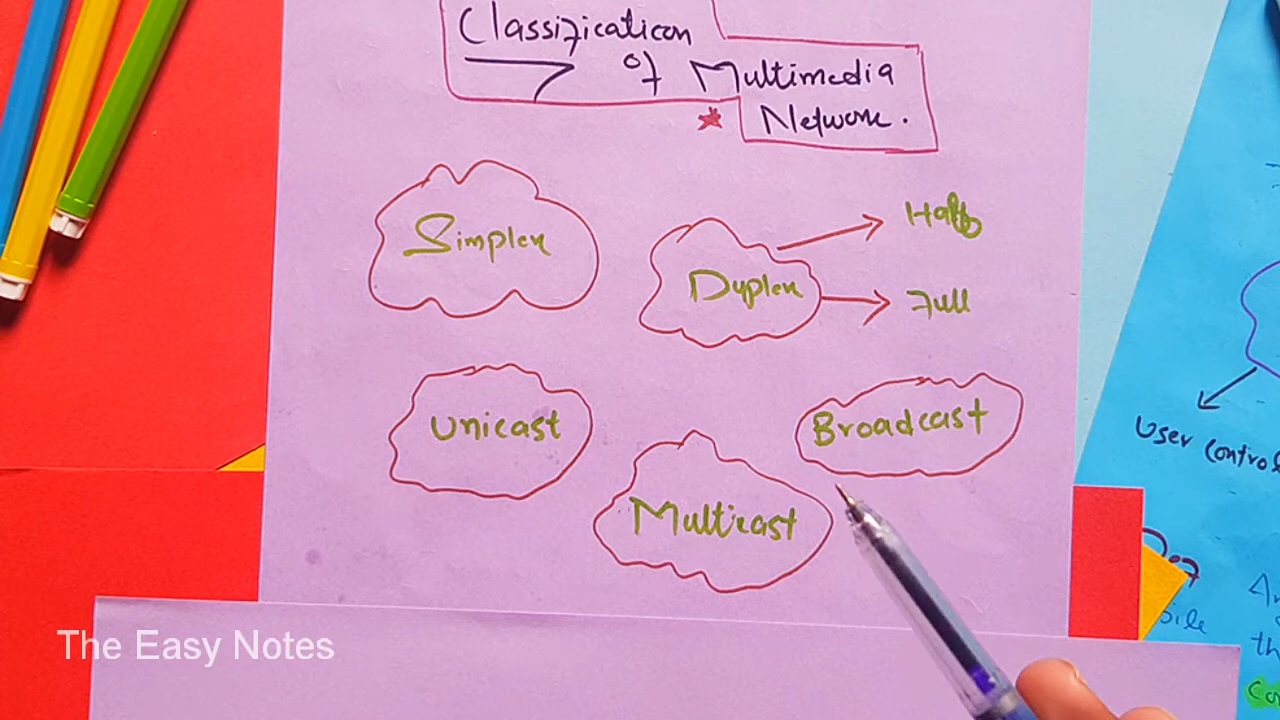 Classification
of Multimedia
Network.
Simplex
Half
Duplex
Full
Unicast
Broadcast
Multicast
User control
The Easy Notes